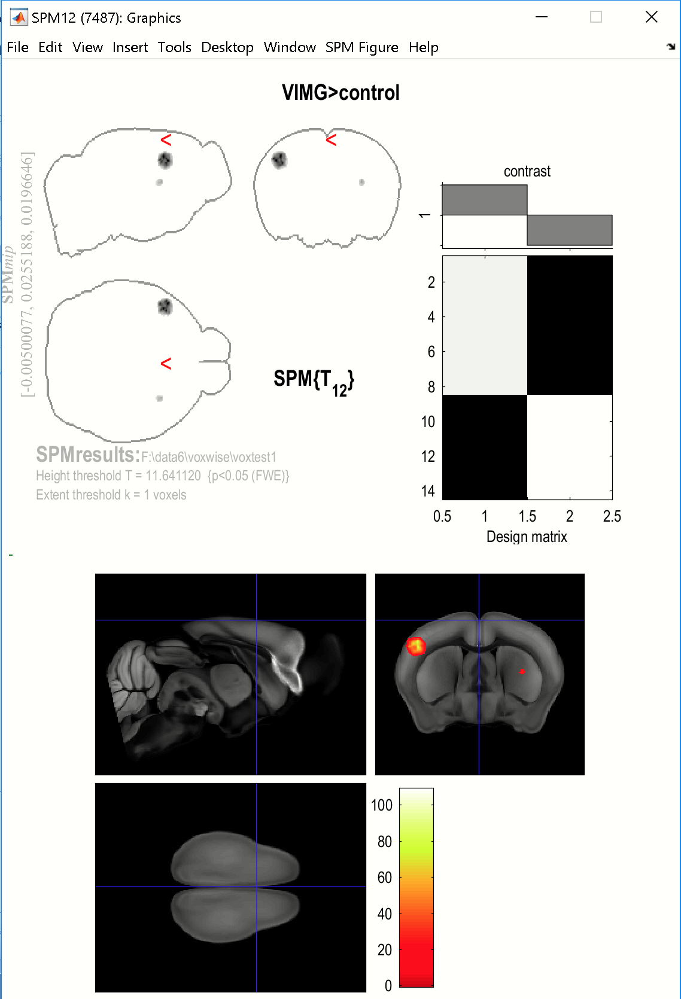 SPM12 (7487): Graphics
File Edit View Insert Tools Desktop Window SPM Figure Help
VIMG>control
<
<
SPMmip
[-0.00500077, 0.0255188, 0.0196646]
<
SPM{T12}
SPMresults: F:\data6\voxwise\voxtest1
Height threshold T = 11.641120 {p<0.05 (FWE)}
Extent threshold k = 1 voxels
contrast
1
2
4
6
8
10
12
14
0.5 1 1.5 2 2.5
Design matrix
100
80
60
40
20
0